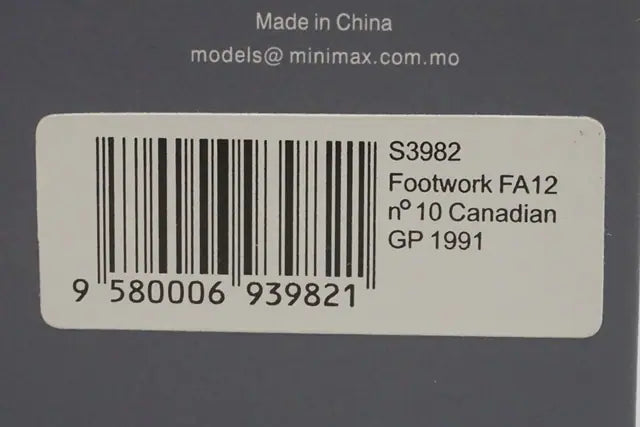 Made in China
models@ minimax.com.mo
S3982
Footwork FA12
nº 10 Canadian
GP 1991
9 580006 939821